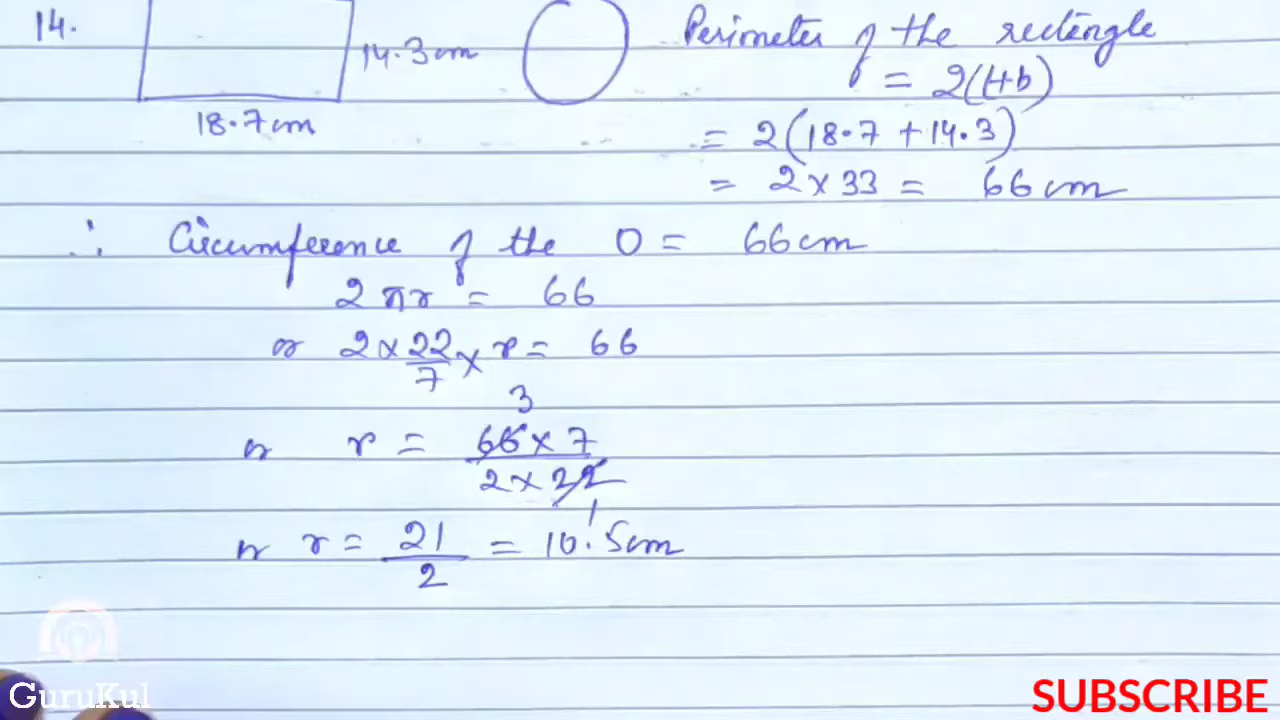 14.
14.3cm
18.7cm
Perimeter of the rectangle
= 2(l+b)
= 2(18.7 + 14.3)
= 2 × 33 = 66cm
∴ Circumference of the O = 66cm
2πr = 66
or 2 × 22/7 × r = 66
3
or r = 66 × 7 / 2 × 22
1
or r = 21/2 = 10.5cm
GuruKul
SUBSCRIBE